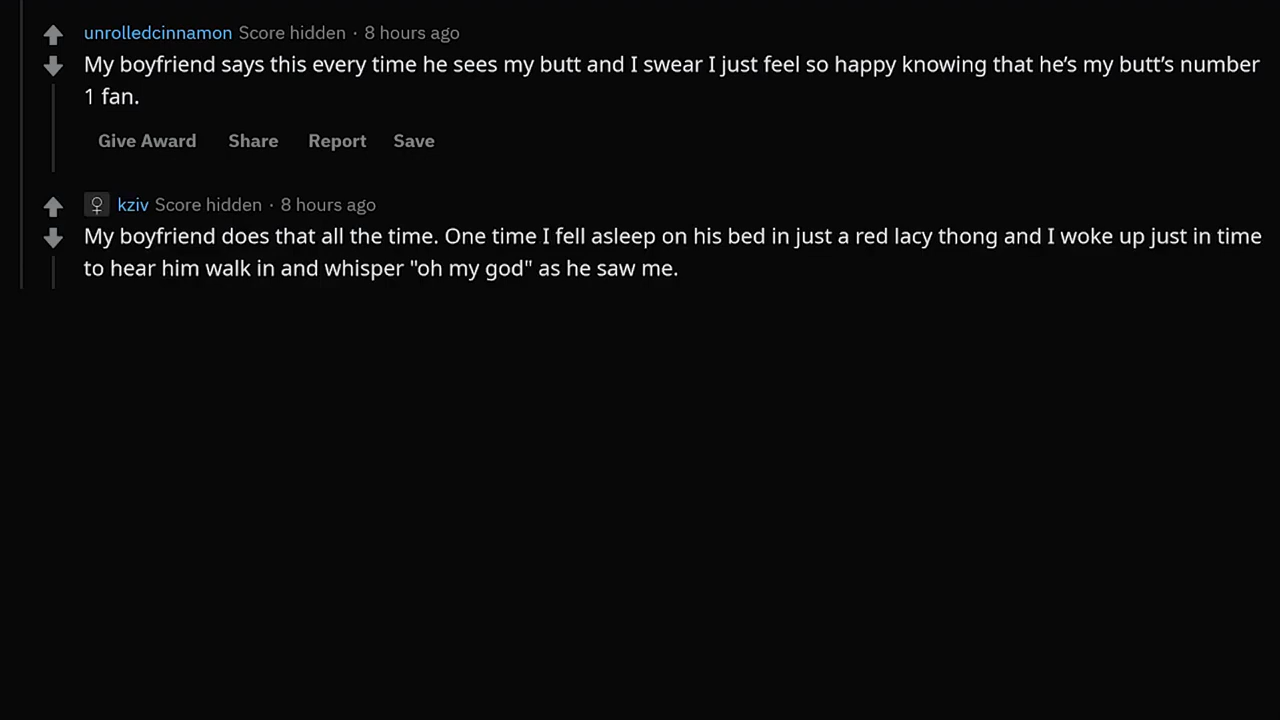 unrolledcinnamon Score hidden · 8 hours ago
My boyfriend says this every time he sees my butt and I swear I just feel so happy knowing that he’s my butt’s number
1 fan.
Give Award Share Report Save
kziv Score hidden · 8 hours ago
My boyfriend does that all the time. One time I fell asleep on his bed in just a red lacy thong and I woke up just in time
to hear him walk in and whisper "oh my god" as he saw me.